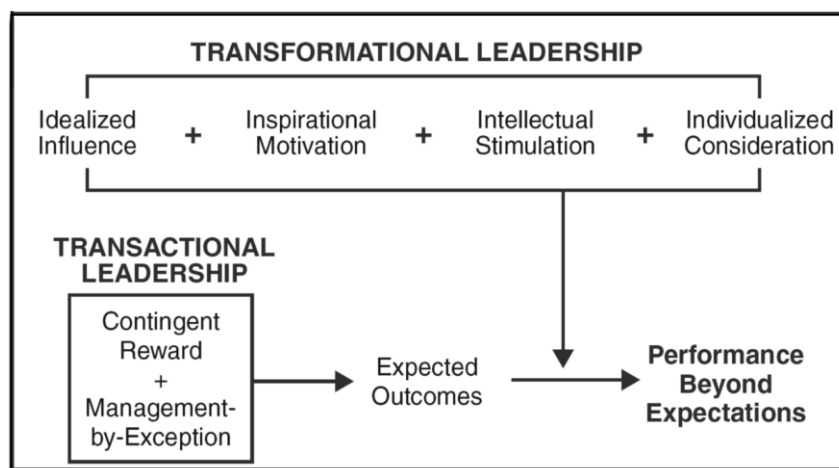 TRANSFORMATIONAL LEADERSHIP
Idealized
Influence
+
Inspirational
Motivation
+
Intellectual
Stimulation
+
Individualized
Consideration
TRANSACTIONAL
LEADERSHIP
Contingent
Reward
+
Management-
by-Exception
Expected
Outcomes
Performance
Beyond
Expectations